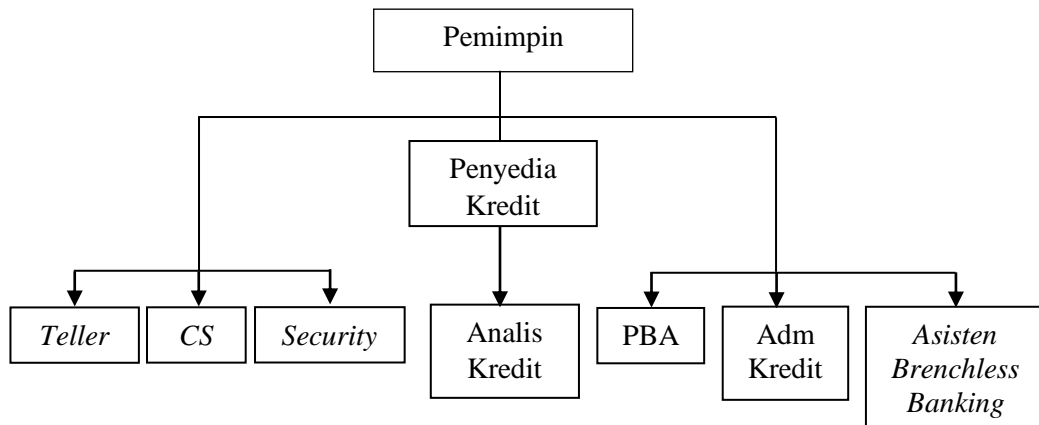 Pemimpin
Penyedia
Kredit
Teller
CS
Security
Analis
Kredit
PBA
Adm
Kredit
Asisten
Brenchless
Banking